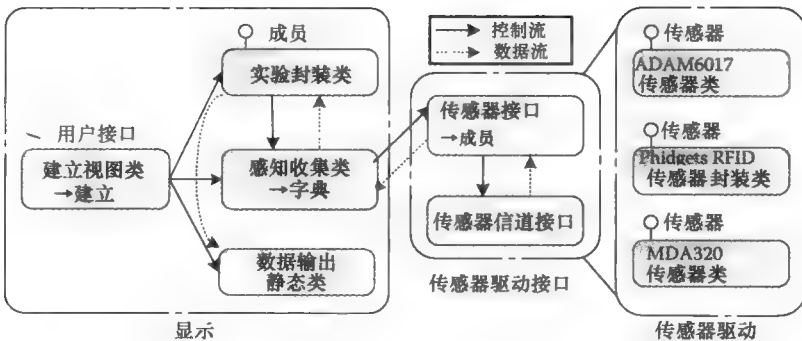 成员
实验封装类
用户接口
建立视图类
→建立
感知收集类
→字典
数据输出
静态类
显示
控制流
数据流
传感器接口
→成员
传感器信道接口
传感器驱动接口
传感器
ADAM6017
传感器类
传感器
Phidgets RFID
传感器封装类
传感器
MDA320
传感器类
传感器驱动